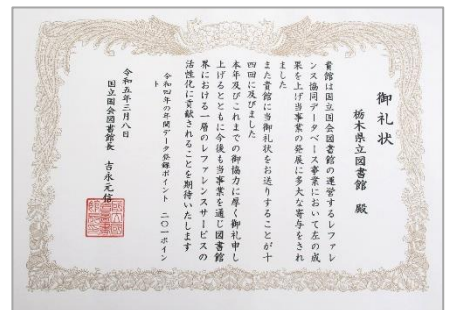 御礼状
栃木県立図書館 殿
貴館は国立国会図書館の運営するレファレ
ンス協同データベース事業において左の成
果を上げ当事業の発展に多大な寄与をされ
ました
また貴館に当御礼状をお送りすることが十
四回に及びました
本年及びこれまでの御協力に厚く御礼申し
上げるとともに今後も当事業を通じ図書館
界における一層のレファレンスサービスの
活性化に貢献されることを期待いたします
令和四年の年間データ登録ポイント 二〇一ポイン
ト
令和五年三月八日
国立国会図書館長 吉永元信